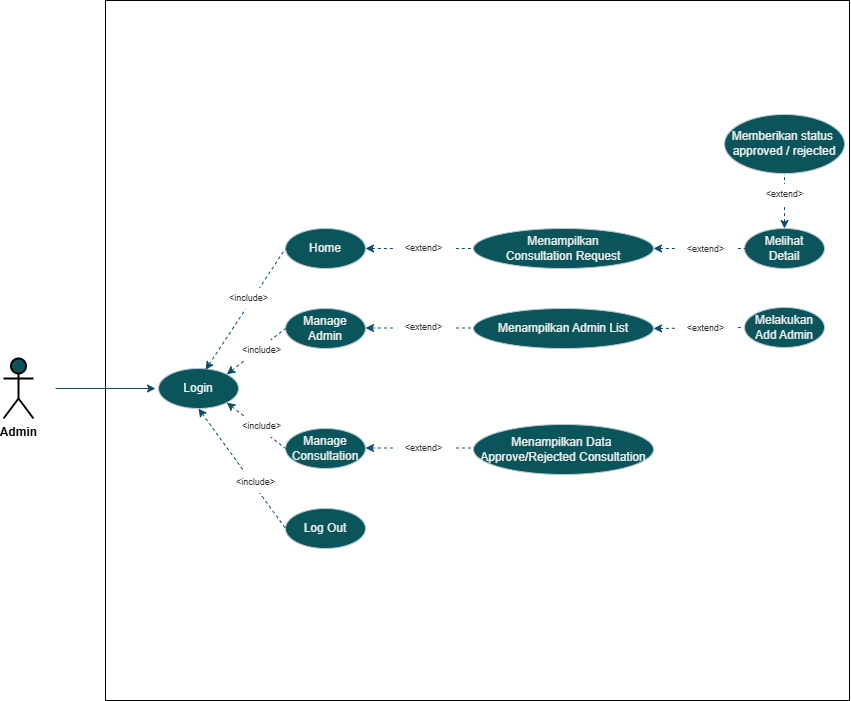 Memberikan status
approved / rejected
<extend>
Home
<extend>
Menampilkan
Consultation Request
<extend>
Melihat
Detail
<include>
Manage
Admin
<extend>
Menampilkan Admin List
<extend>
Melakukan
Add Admin
<include>
Login
Admin
<include>
Manage
Consultation
<extend>
Menampilkan Data
Approve/Rejected Consultation
<include>
Log Out